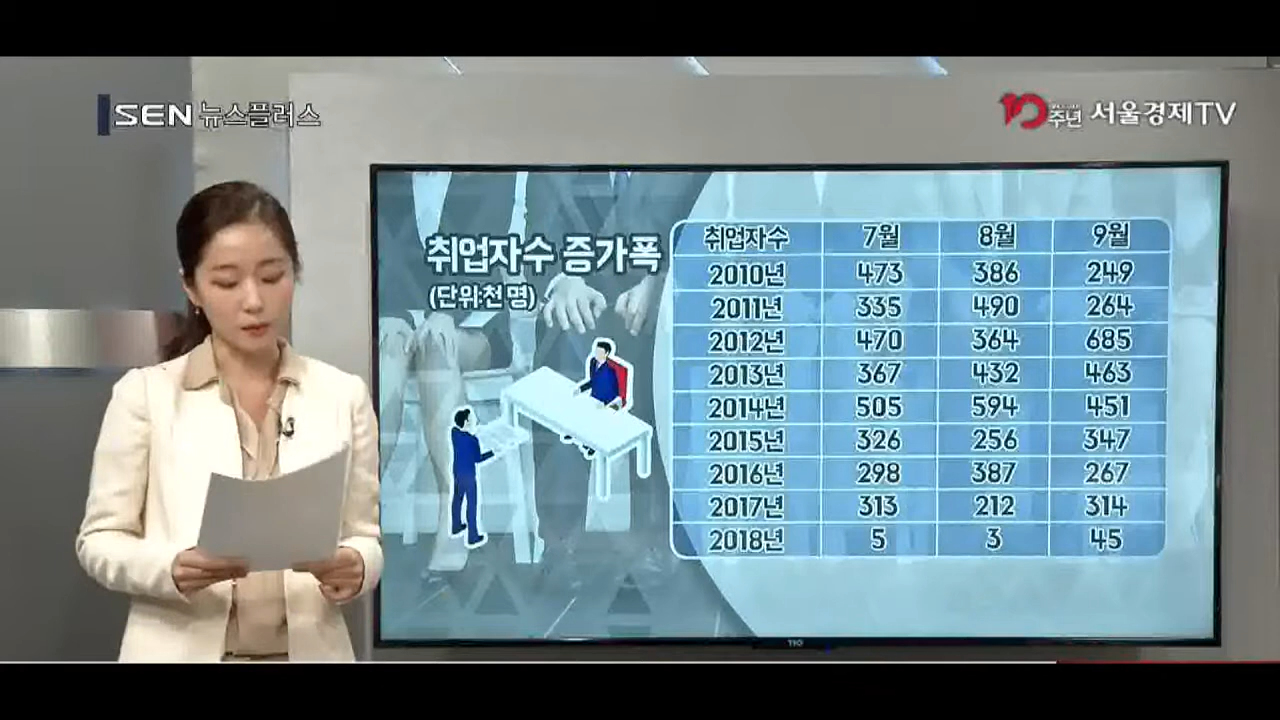 SEN 뉴스플러스
10주년 서울경제TV
취업자수 증가폭
(단위:천 명)
취업자수 7월 8월 9월
2010년 473 386 249
2011년 335 490 264
2012년 470 364 685
2013년 367 432 463
2014년 505 594 451
2015년 326 256 347
2016년 298 387 267
2017년 313 212 314
2018년 5 3 45